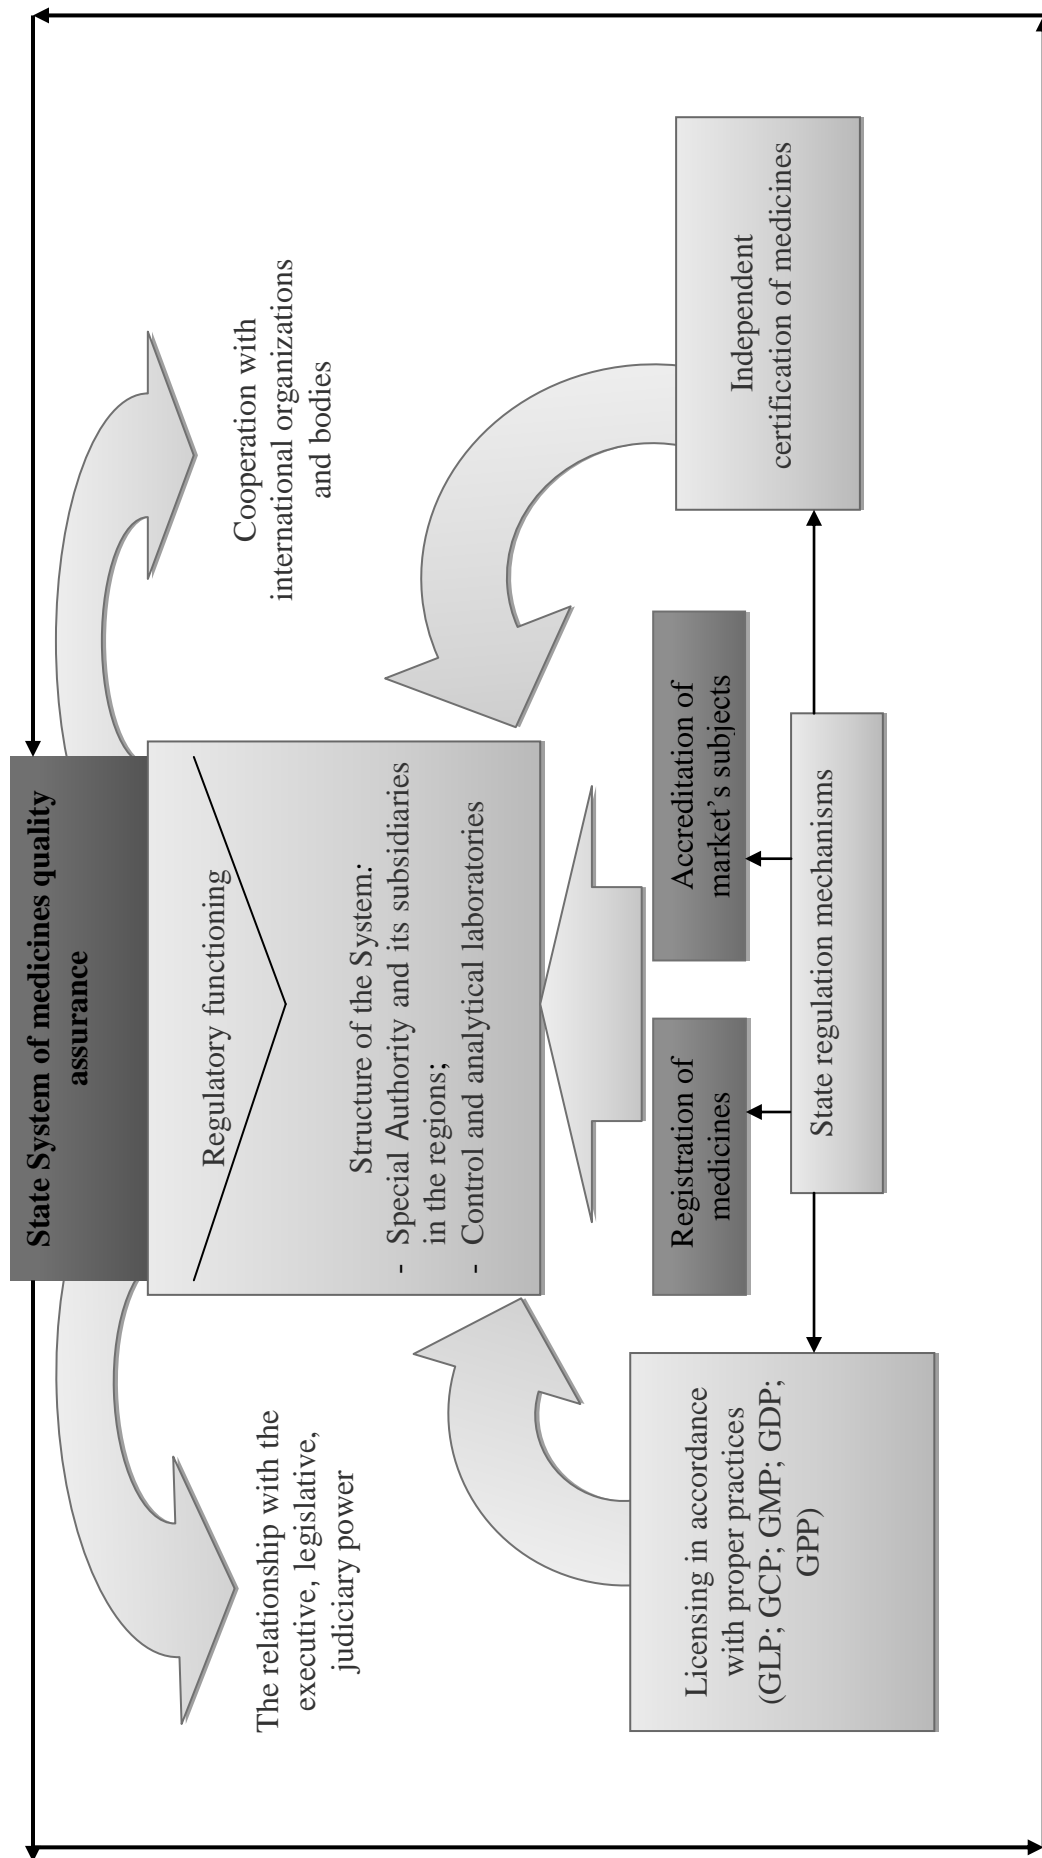 State System of medicines quality
assurance
Regulatory functioning
Structure of the System:
- Special Authority and its subsidiaries
in the regions;
- Control and analytical laboratories
The relationship with the
executive, legislative,
judiciary power
Cooperation with
international organizations
and bodies
Licensing in accordance
with proper practices
(GLP; GCP; GMP; GDP;
GPP)
Registration of
medicines
Accreditation of
market's subjects
Independent
certification of medicines
State regulation mechanisms